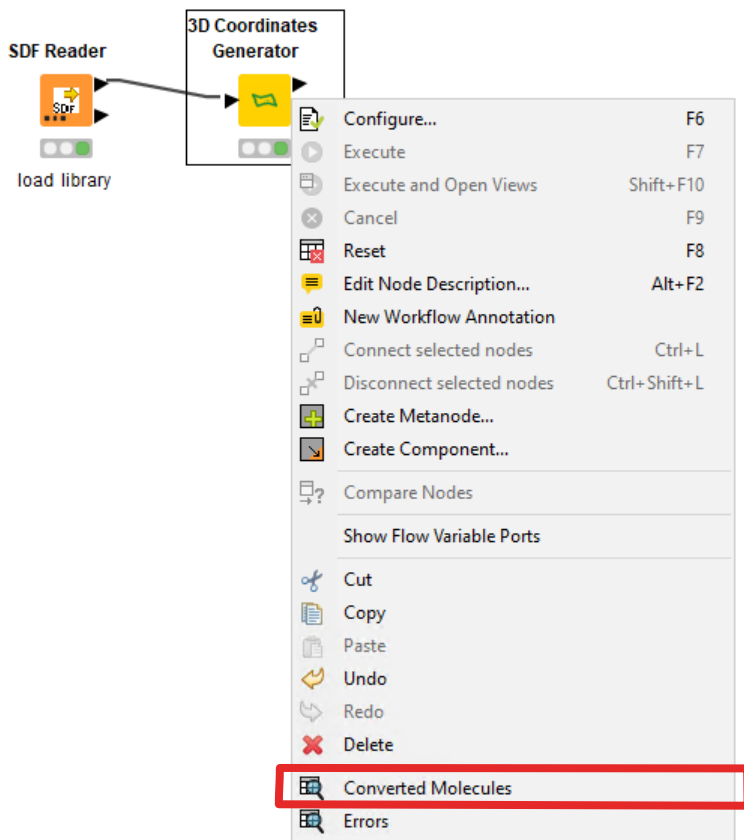 3D Coordinates
Generator
SDF Reader
SDF
load library
Configure... F6
Execute F7
Execute and Open Views Shift+F10
Cancel F9
Reset F8
Edit Node Description... Alt+F2
New Workflow Annotation
Connect selected nodes Ctrl+L
Disconnect selected nodes Ctrl+Shift+L
Create Metanode...
Create Component...
Compare Nodes
Show Flow Variable Ports
Cut
Copy
Paste
Undo
Redo
Delete
Converted Molecules
Errors